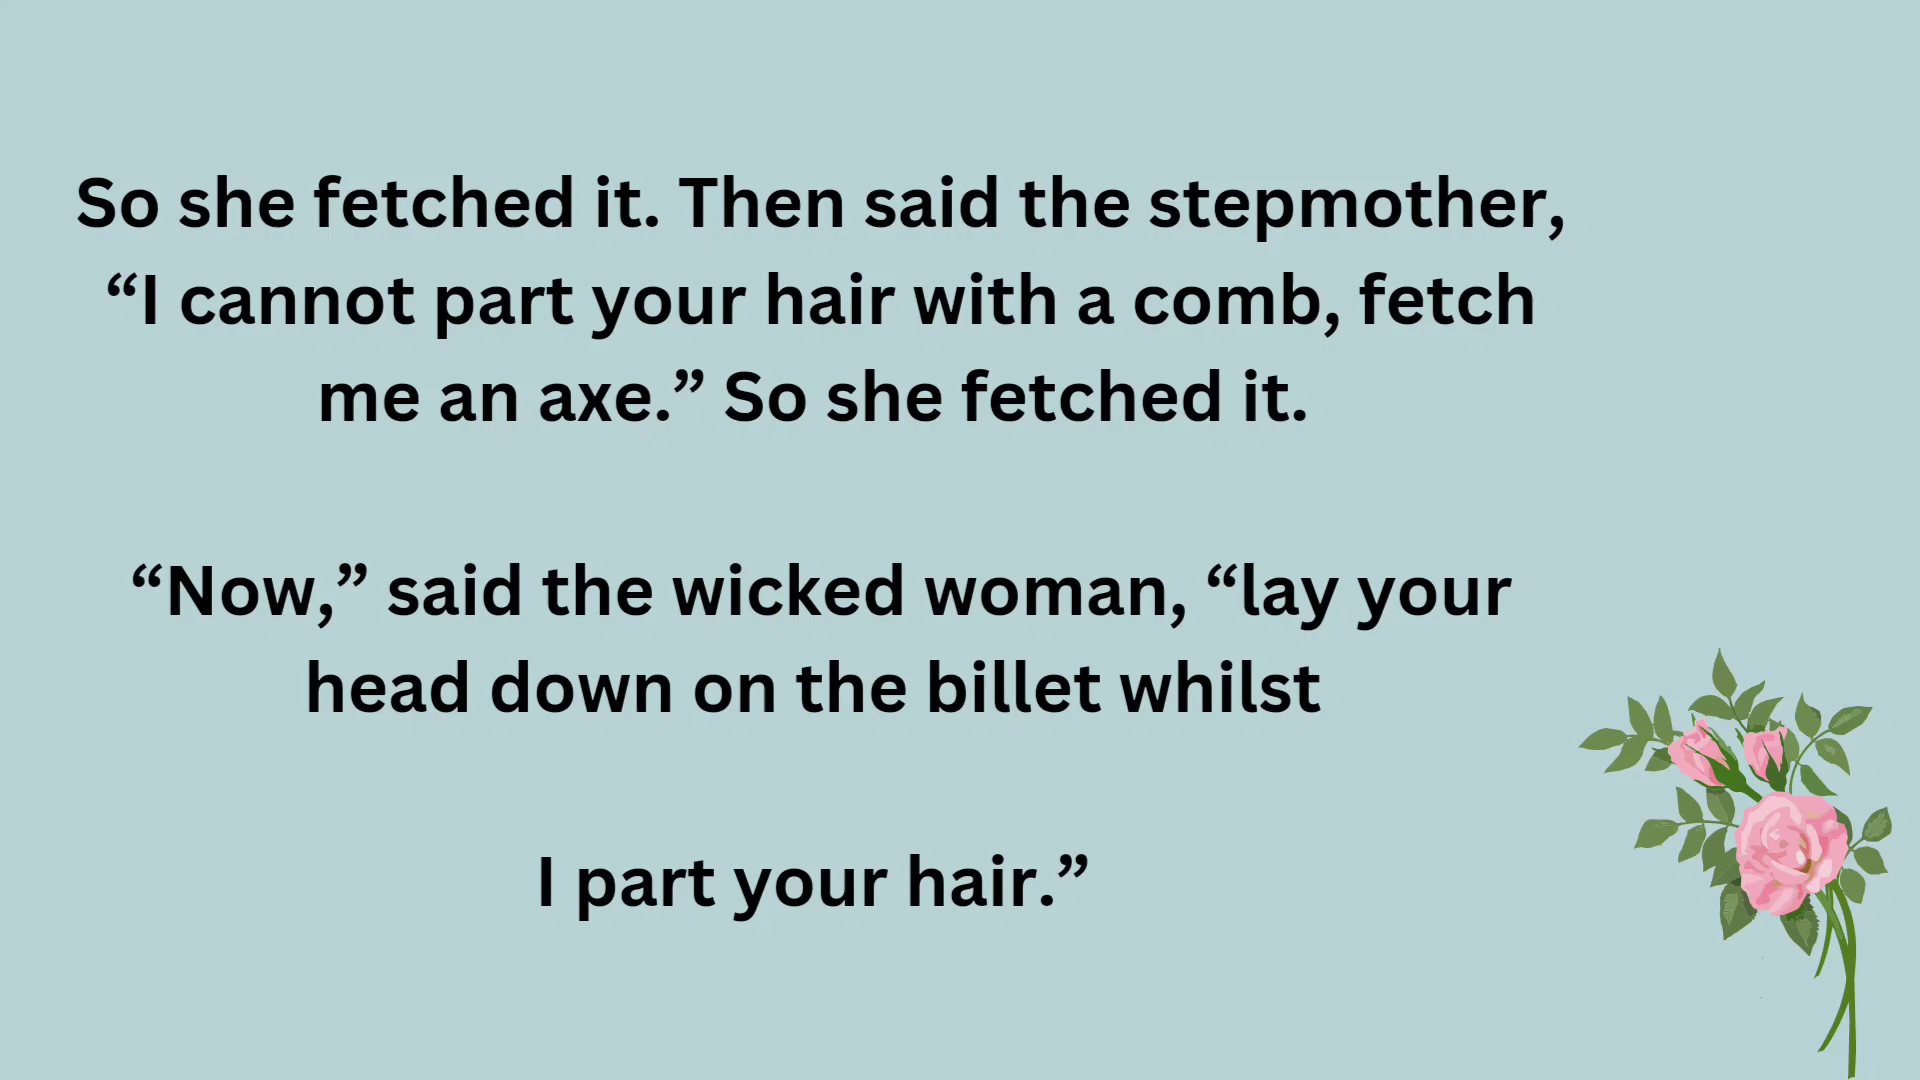 So she fetched it. Then said the stepmother,
“I cannot part your hair with a comb, fetch
me an axe.” So she fetched it.
“Now,” said the wicked woman, “lay your
head down on the billet whilst
I part your hair.”